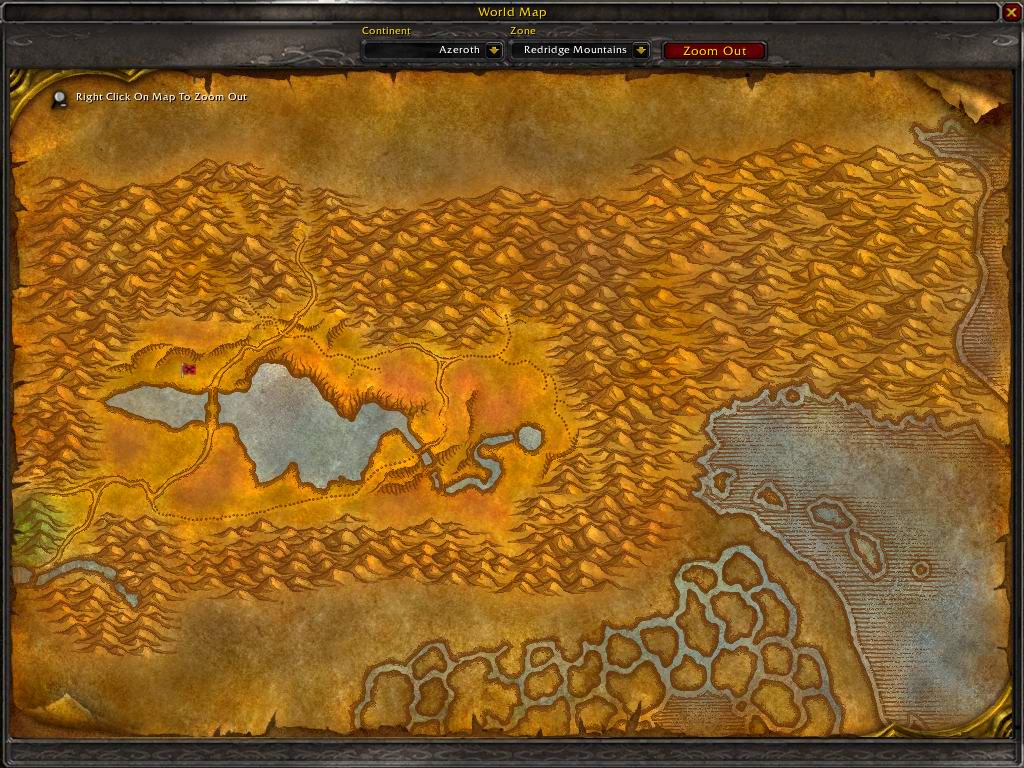 World Map
Continent
Zone
Azeroth
Redridge Mountains
Zoom Out
Right Click On Map To Zoom Out